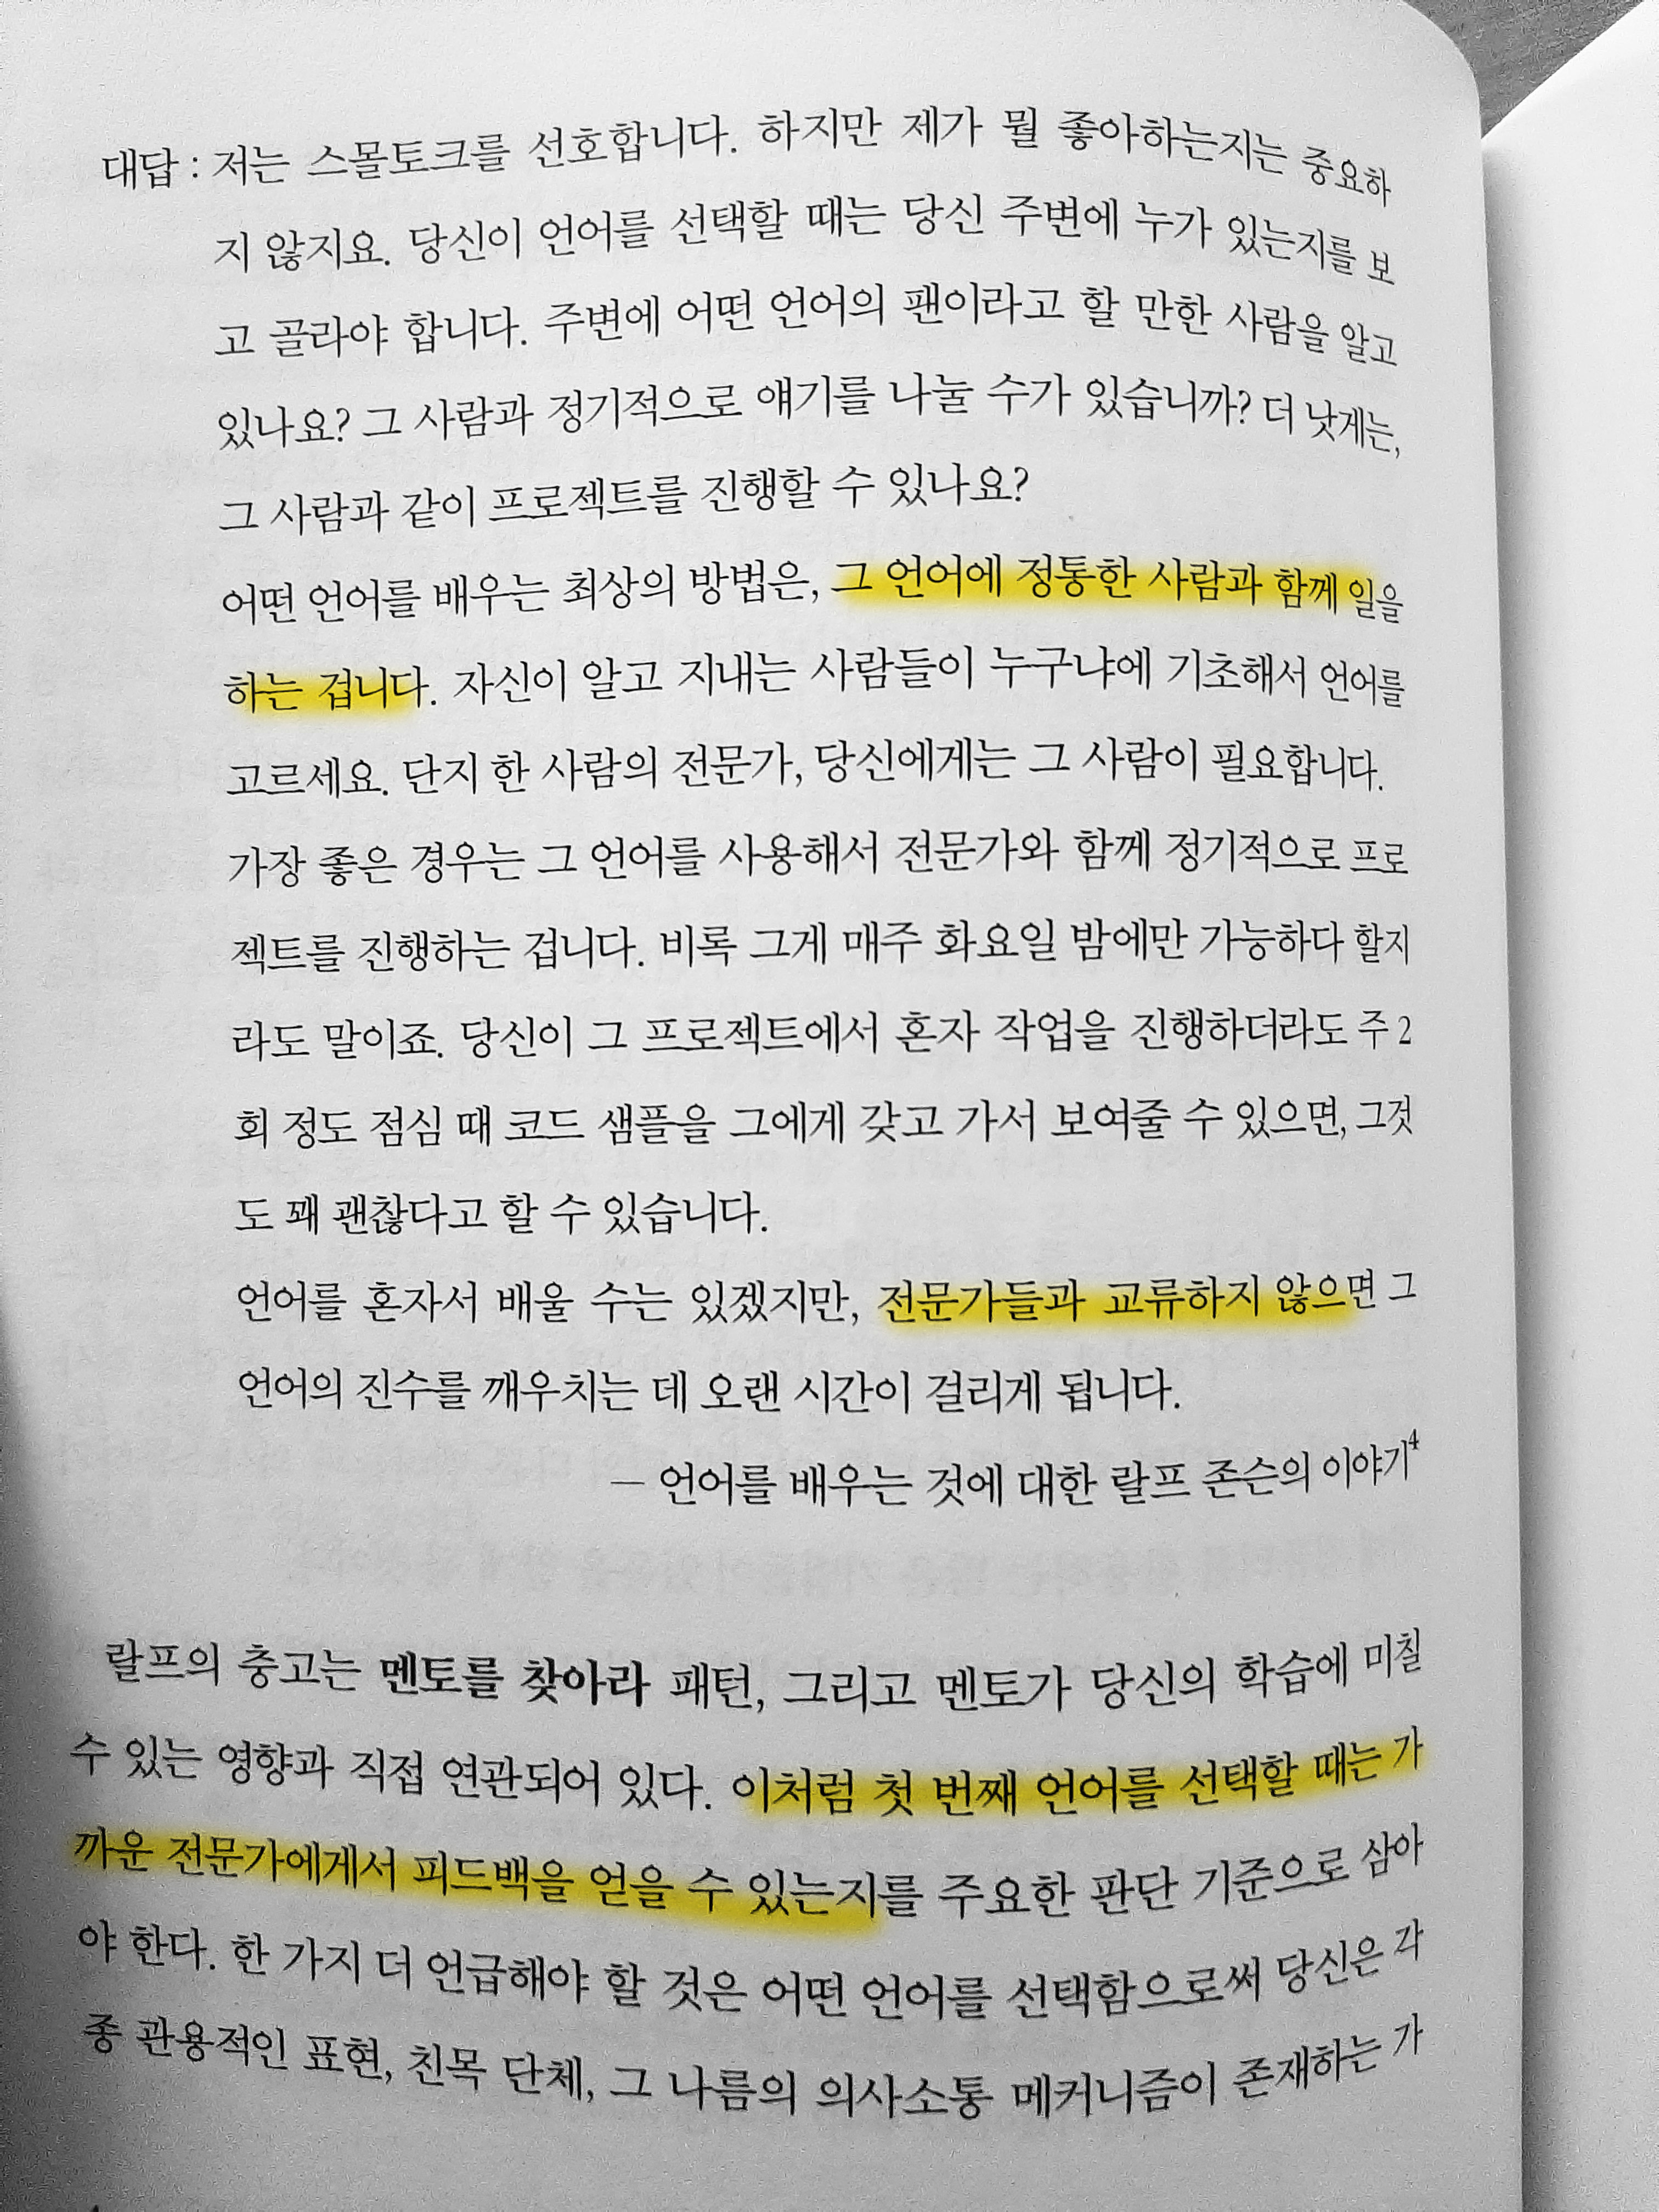 대답 : 저는 스몰토크를 선호합니다. 하지만 제가 뭘 좋아하는지는 중요하
지 않지요. 당신이 언어를 선택할 때는 당신 주변에 누가 있는지를 보
고 골라야 합니다. 주변에 어떤 언어의 팬이라고 할 만한 사람을 알고
있나요? 그 사람과 정기적으로 얘기를 나눌 수가 있습니까? 더 낫게는,
그 사람과 같이 프로젝트를 진행할 수 있나요?
어떤 언어를 배우는 최상의 방법은, 그 언어에 정통한 사람과 함께 일을
하는 겁니다. 자신이 알고 지내는 사람들이 누구냐에 기초해서 언어를
고르세요. 단지 한 사람의 전문가, 당신에게는 그 사람이 필요합니다.
가장 좋은 경우는 그 언어를 사용해서 전문가와 함께 정기적으로 프로
젝트를 진행하는 겁니다. 비록 그게 매주 화요일 밤에만 가능하다 할지
라도 말이죠. 당신이 그 프로젝트에서 혼자 작업을 진행하더라도 주 2
회 정도 점심 때 코드 샘플을 그에게 갖고 가서 보여줄 수 있으면, 그것
도 꽤 괜찮다고 할 수 있습니다.
언어를 혼자서 배울 수는 있겠지만, 전문가들과 교류하지 않으면 그
언어의 진수를 깨우치는 데 오랜 시간이 걸리게 됩니다.
— 언어를 배우는 것에 대한 랄프 존슨의 이야기4
랄프의 충고는 멘토를 찾아라 패턴, 그리고 멘토가 당신의 학습에 미칠
수 있는 영향과 직접 연관되어 있다. 이처럼 첫 번째 언어를 선택할 때는 가
까운 전문가에게서 피드백을 얻을 수 있는지를 주요한 판단 기준으로 삼아
야 한다. 한 가지 더 언급해야 할 것은 어떤 언어를 선택함으로써 당신은 각
종 관용적인 표현, 친목 단체, 그 나름의 의사소통 메커니즘이 존재하는 가